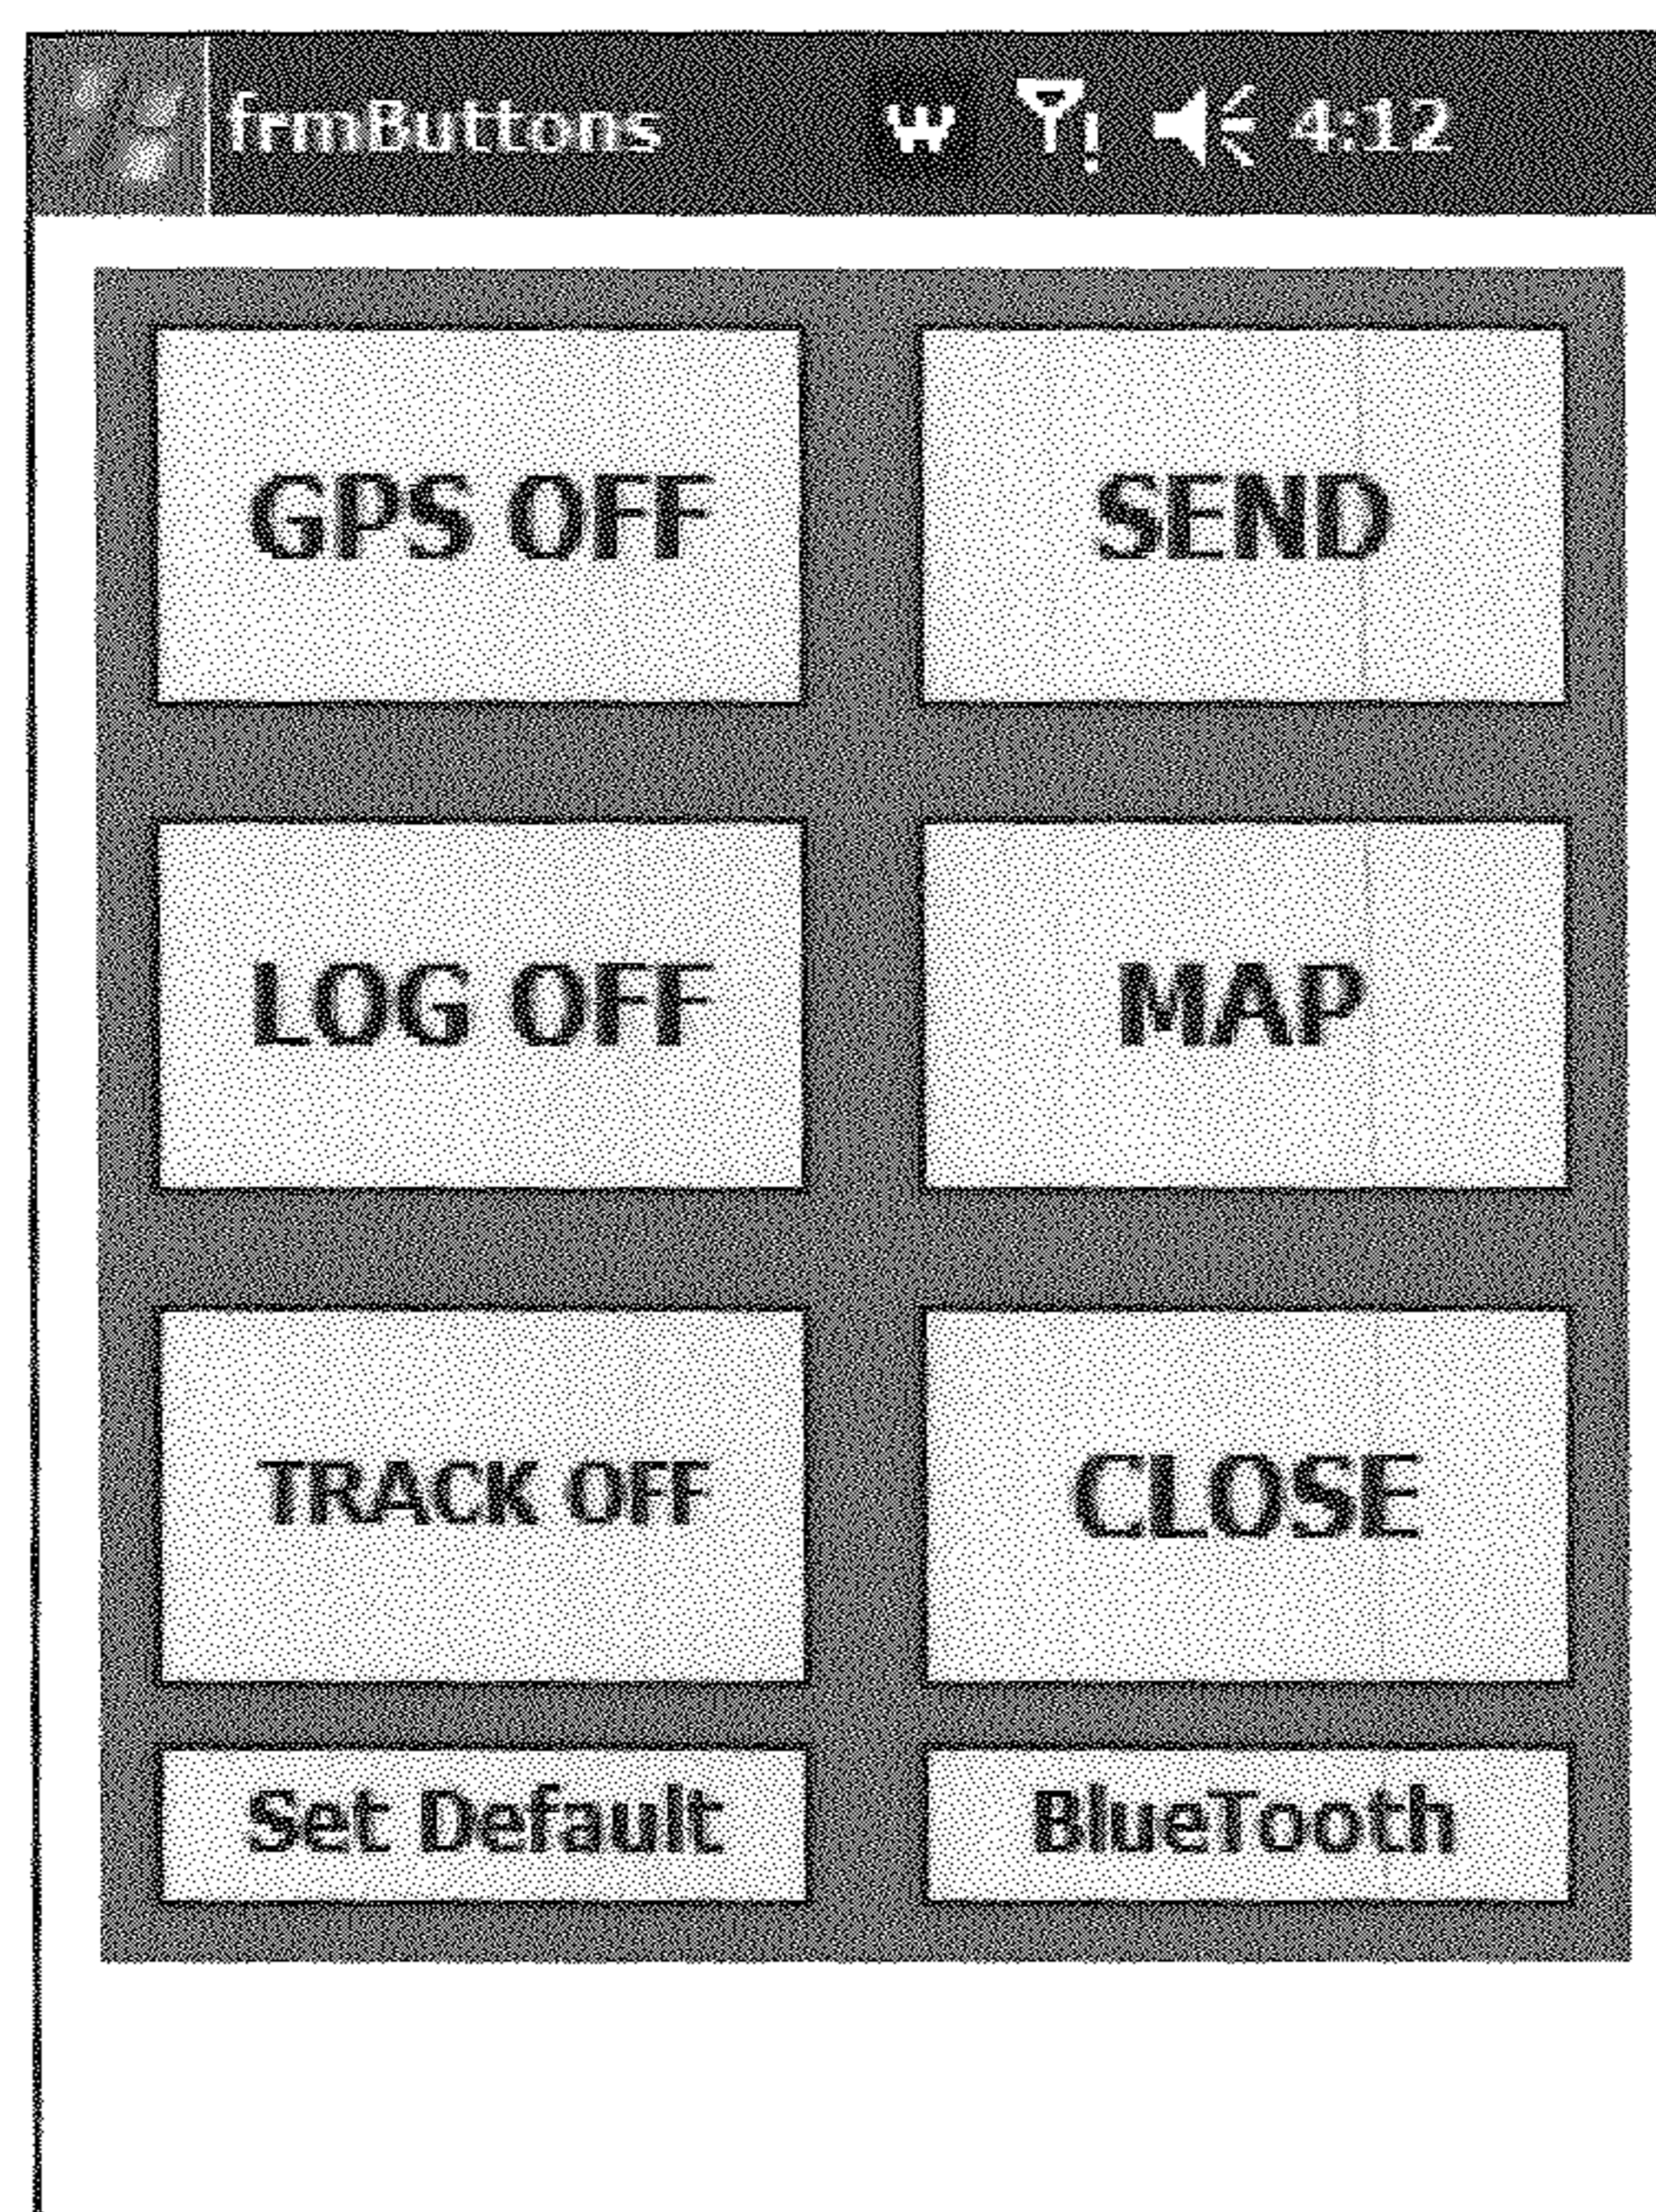 frmButtons 4:12
GPS OFF SEND
LOG OFF MAP
TRACK OFF CLOSE
Set Default BlueTooth